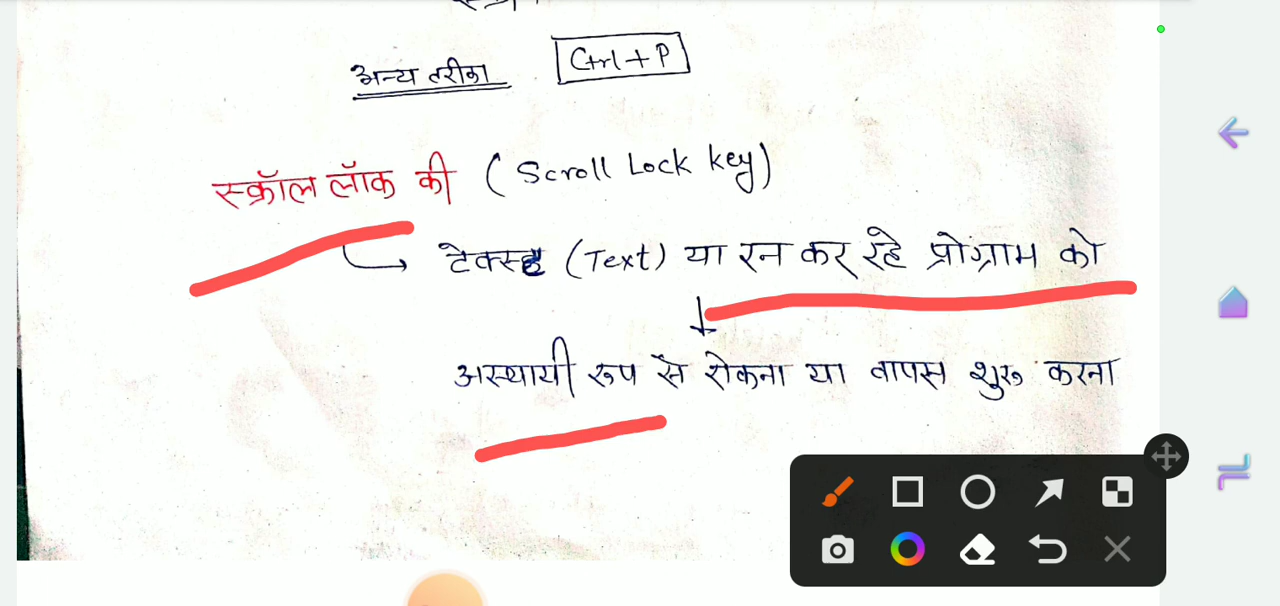 अन्य तरीका
Ctrl+P
स्क्रॉल लॉक की (Scroll Lock key)
टेक्स्ट (Text) या रन कर रहे प्रोग्राम को
अस्थायी रूप से रोकना या वापस शुरू करना